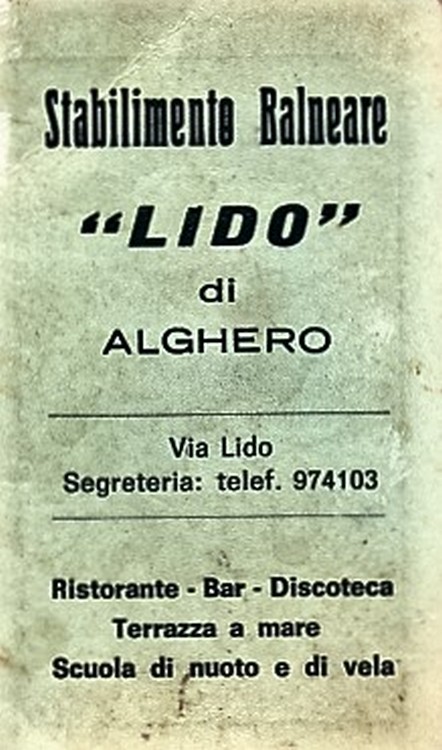 Stabilimento Balneare
“LIDO”
di
ALGHERO
Via Lido
Segreteria: telef. 974103
Ristorante - Bar - Discoteca
Terrazza a mare
Scuola di nuoto e di vela